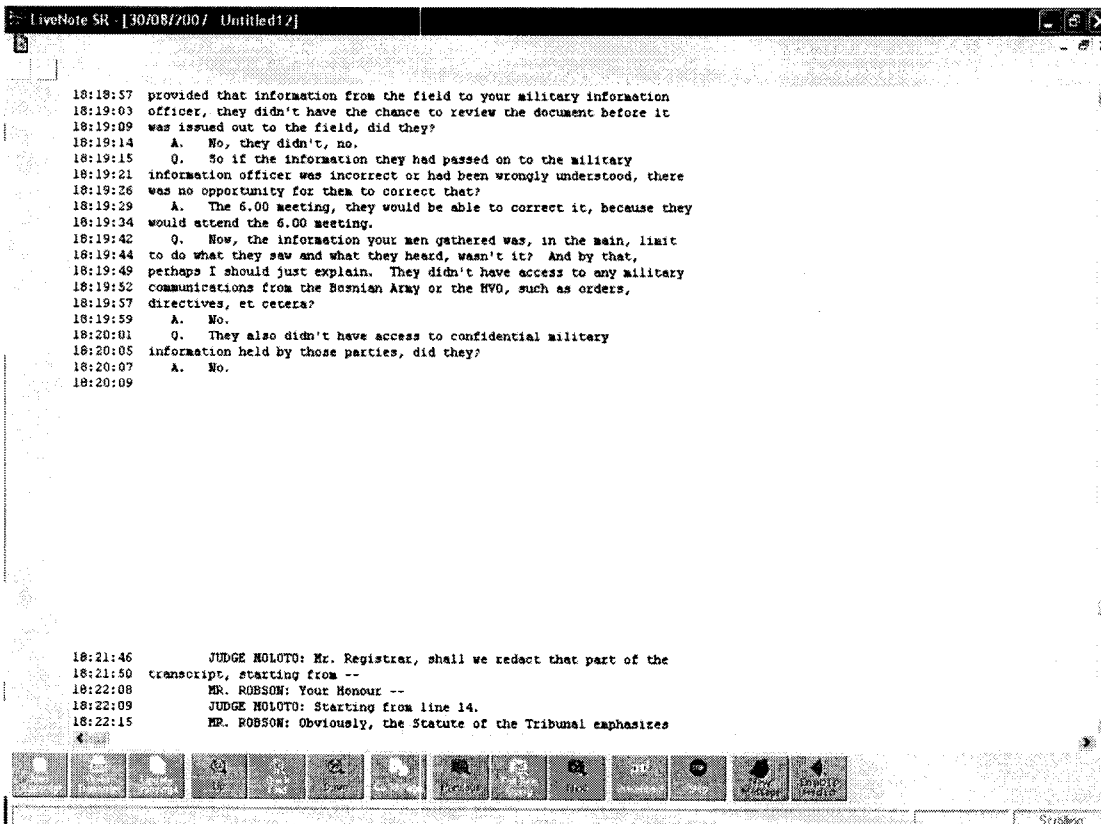 LiveNote SR - [30/08/2007 Untitled12]
18:18:57 provided that information from the field to your military information
18:19:03 officer, they didn't have the chance to review the document before it
18:19:09 was issued out to the field, did they?
18:19:14 A. No, they didn't, no.
18:19:15 Q. So if the information they had passed on to the military
18:19:21 information officer was incorrect or had been wrongly understood, there
18:19:26 was no opportunity for them to correct that?
18:19:29 A. The 6.00 meeting, they would be able to correct it, because they
18:19:34 would attend the 6.00 meeting.
18:19:42 Q. Now, the information your men gathered was, in the main, limit
18:19:44 to do what they saw and what they heard, wasn't it? And by that,
18:19:49 perhaps I should just explain. They didn't have access to any military
18:19:52 communications from the Bosnian Army or the HVO, such as orders,
18:19:57 directives, et cetera?
18:19:59 A. No.
18:20:01 Q. They also didn't have access to confidential military
18:20:05 information held by those parties, did they?
18:20:07 A. No.
18:20:09
18:21:46 JUDGE MOLOTO: Mr. Registrar, shall we redact that part of the
18:21:50 transcript, starting from --
18:22:08 MR. ROBSON: Your Honour --
18:22:09 JUDGE MOLOTO: Starting from line 14.
18:22:15 MR. ROBSON: Obviously, the Statute of the Tribunal emphasizes